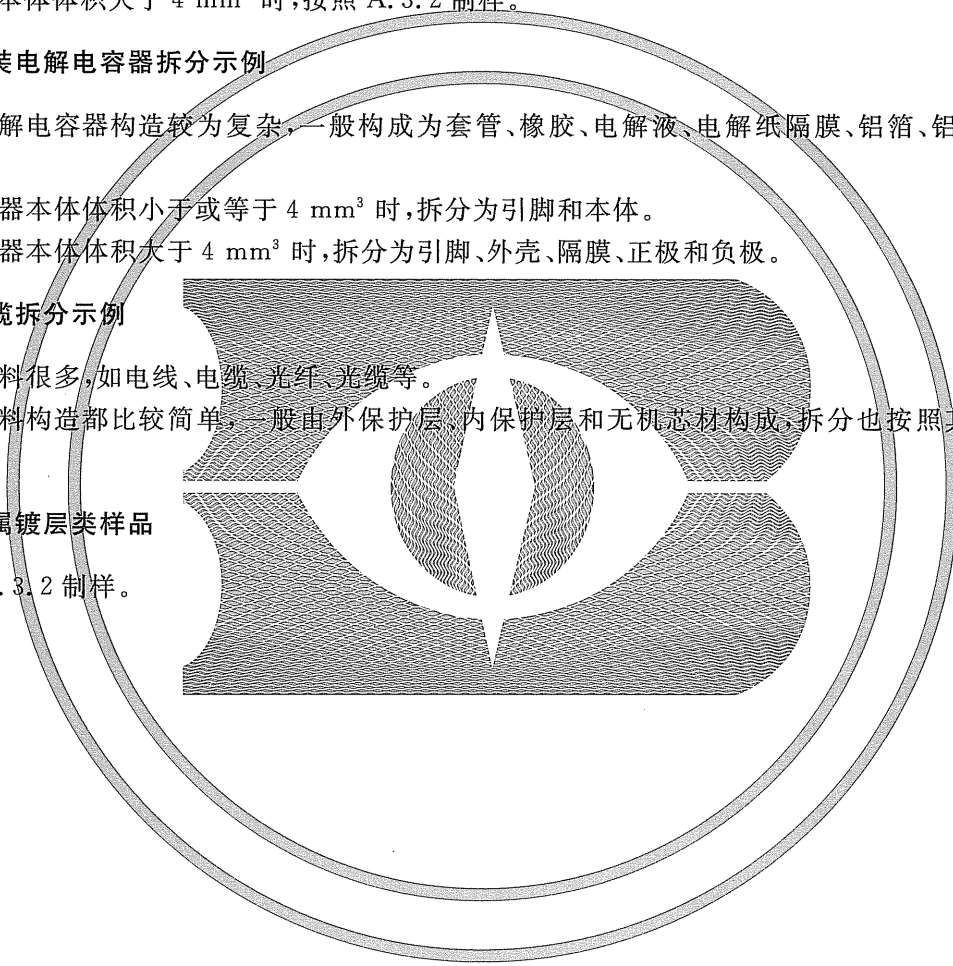 本体体积大于 4 mm³ 时,按照 A.3.2 制样。
装电解电容器拆分示例
解电容器构造较为复杂,一般构成为套管、橡胶、电解液、电解纸隔膜、铝箔、铝
器本体体积小于或等于 4 mm³ 时,拆分为引脚和本体。
器本体体积大于 4 mm³ 时,拆分为引脚、外壳、隔膜、正极和负极。
缆拆分示例
料很多,如电线、电缆、光纤、光缆等。
料构造都比较简单,一般由外保护层、内保护层和无机芯材构成,拆分也按照其
属镀层类样品
.3.2 制样。